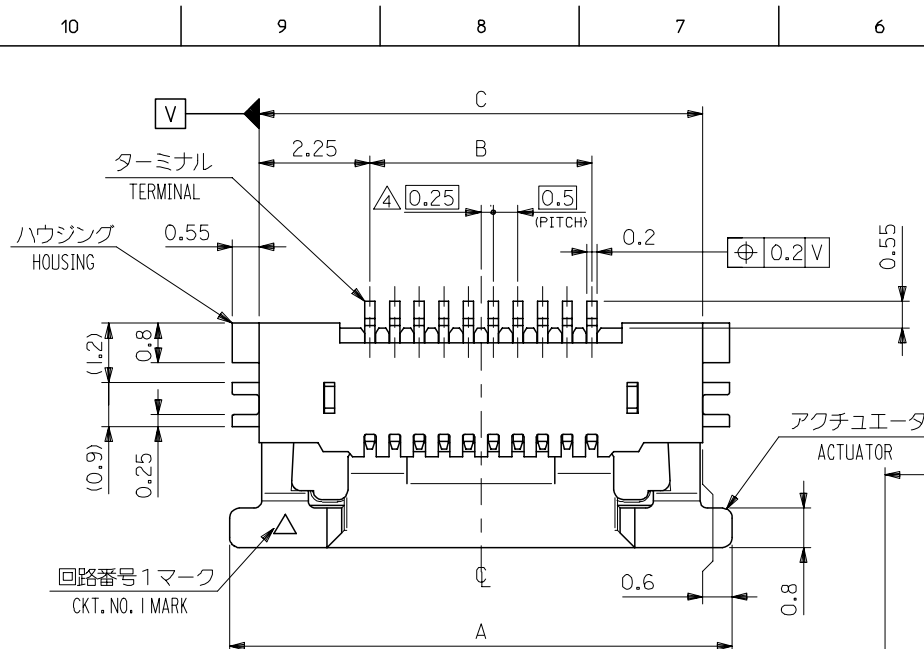 10 9 8 7 6
V
C
2.25
B
ターミナル
TERMINAL
4 0.25
0.5
(PITCH)
0.2
⌖ 0.2 V
0.55
ハウジング
HOUSING
0.55
(1.2)
0.8
(0.9)
0.25
アクチュエータ
ACTUATOR
回路番号1マーク
CKT.NO.1 MARK
℄
0.6
0.8
A